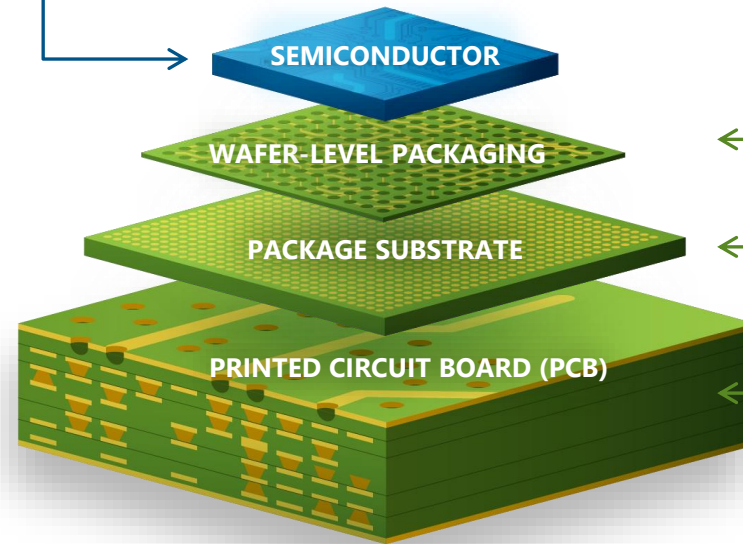 SEMICONDUCTOR
WAFER-LEVEL PACKAGING
PACKAGE SUBSTRATE
PRINTED CIRCUIT BOARD (PCB)